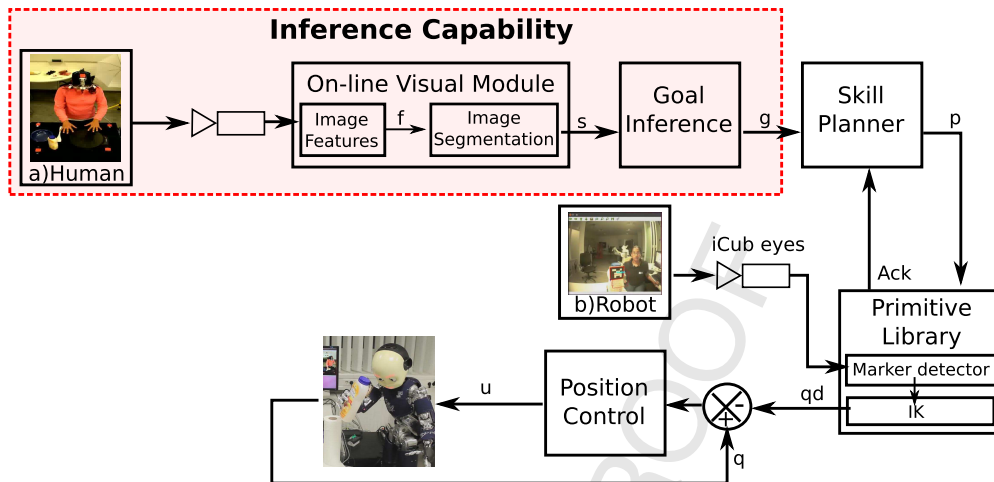 Inference Capability
a)Human
On-line Visual Module
Image
Features
f
Image
Segmentation
s
Goal
Inference
g
Skill
Planner
p
iCub eyes
b)Robot
Ack
Primitive
Library
Marker detector
IK
qd
-
+
q
Position
Control
u
ROOF